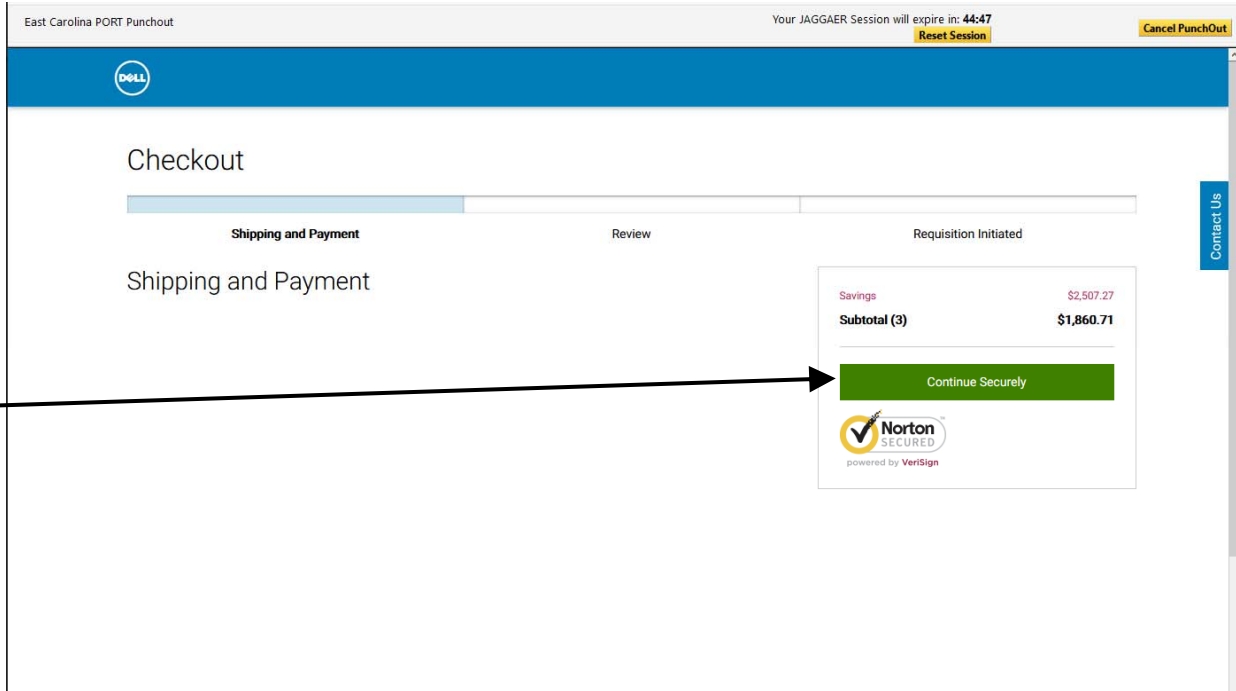 East Carolina PORT Punchout
Your JAGGAER Session will expire in: 44:47
Reset Session
Cancel PunchOut
DELL
Checkout
Contact Us
Shipping and Payment
Review
Requisition Initiated
Shipping and Payment
Savings $2,507.27
Subtotal (3) $1,860.71
Continue Securely
Norton
SECURED
powered by VeriSign